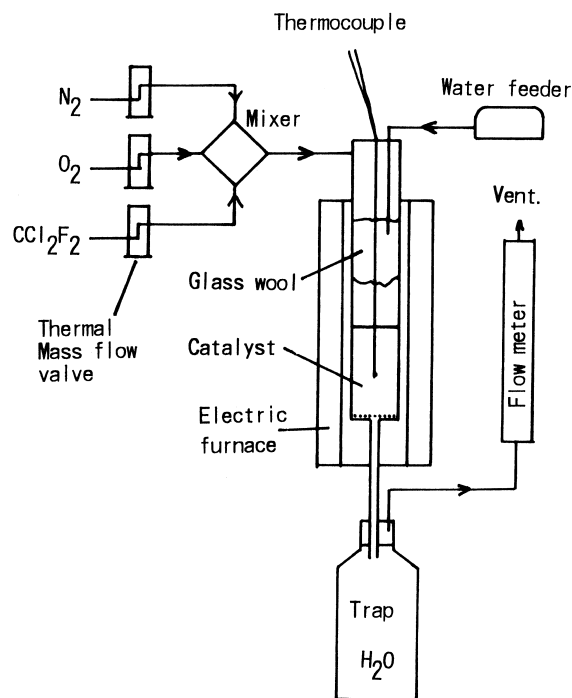 Thermocouple
Water feeder
N2
Mixer
O2
Vent.
CCl2F2
Glass wool
Thermal
Mass flow
valve
Catalyst
Flow meter
Electric
furnace
Trap
H2O